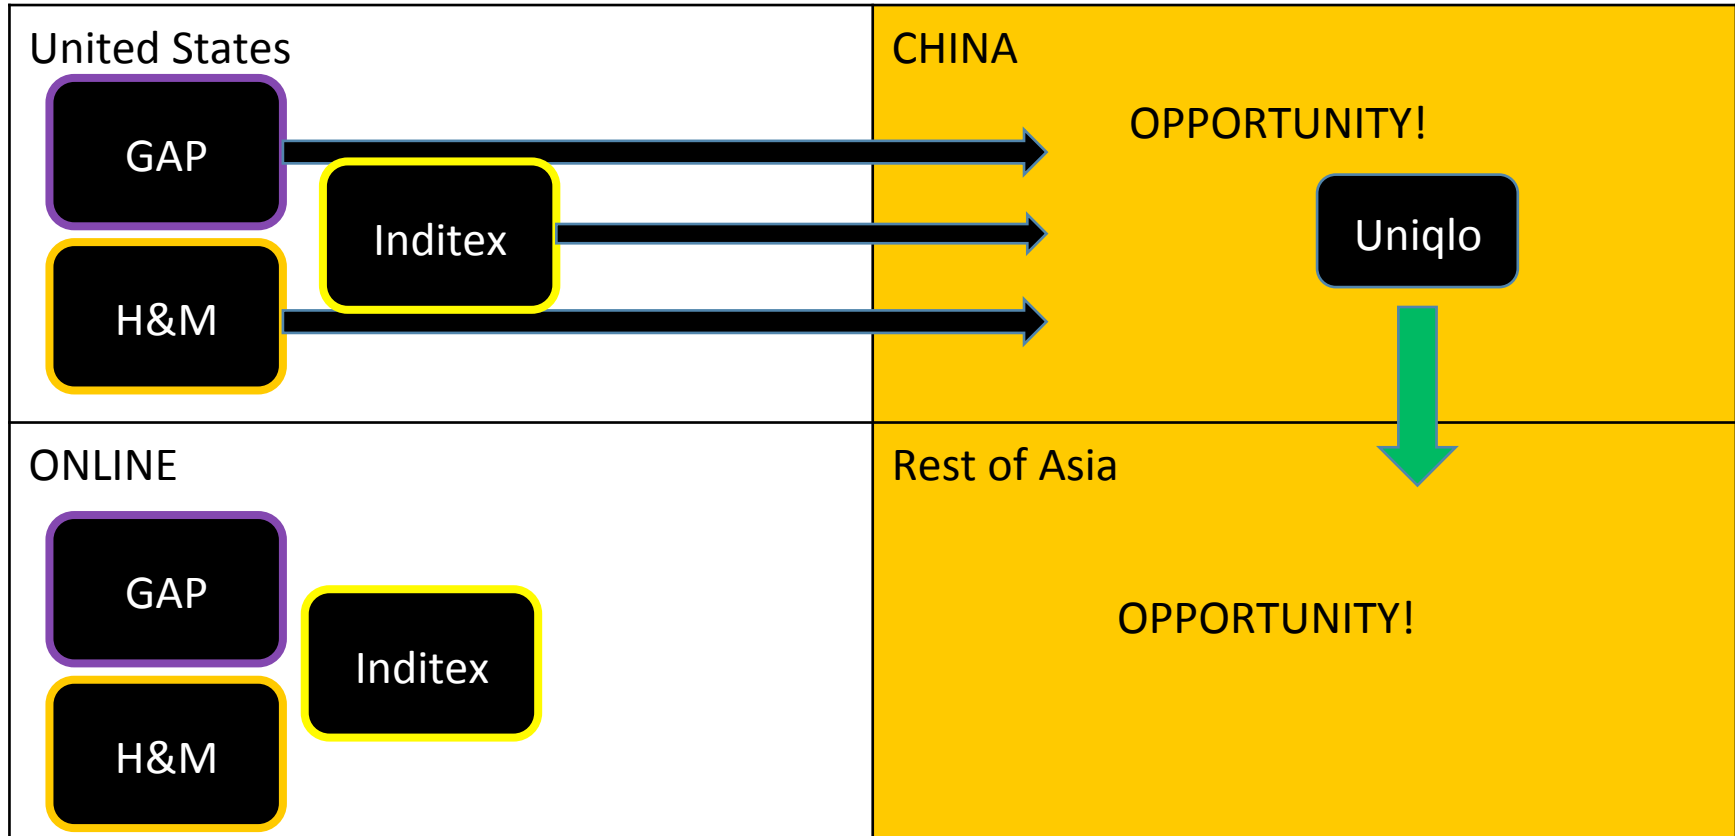 United States
GAP
Inditex
H&M
CHINA
OPPORTUNITY!
Uniqlo
ONLINE
GAP
Inditex
H&M
Rest of Asia
OPPORTUNITY!